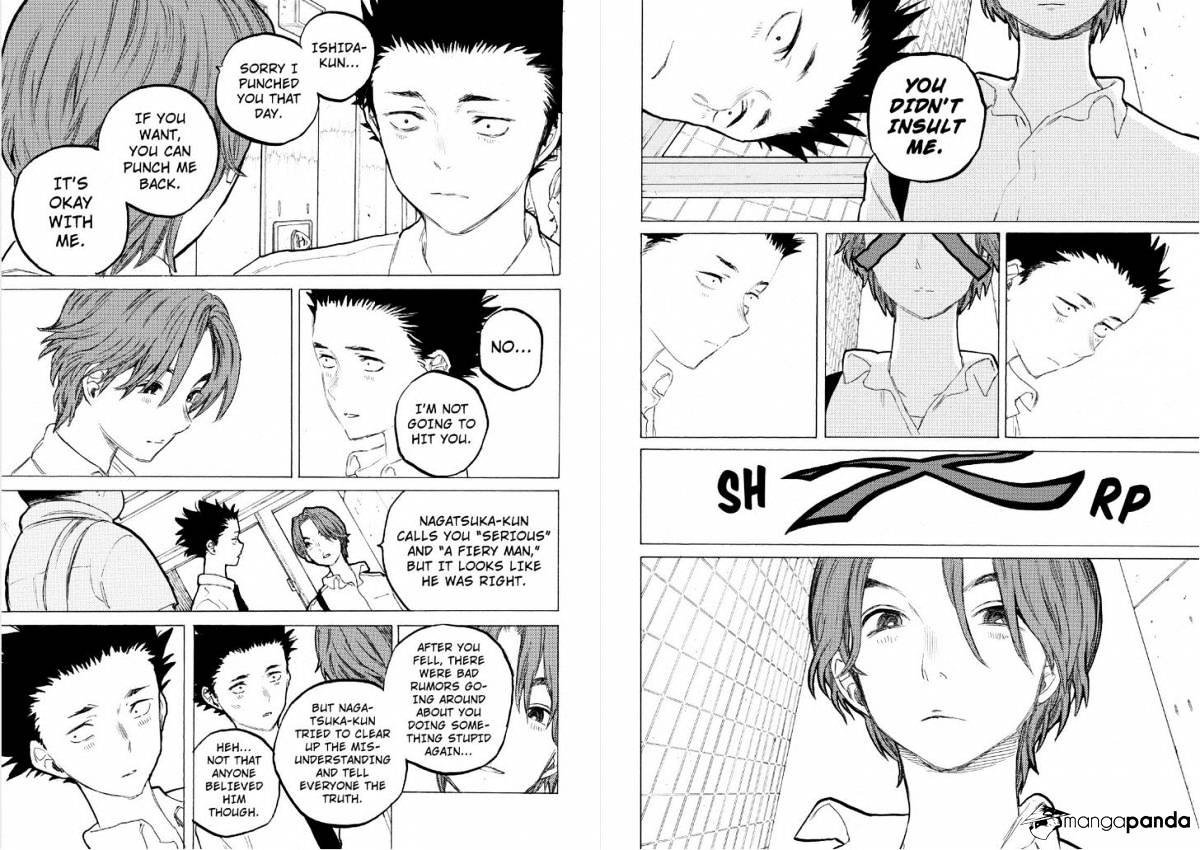 YOU
DIDN'T
INSULT
ME.
SH RP
mangapanda
ISHIDA-
KUN...
SORRY I
PUNCHED
YOU THAT
DAY.
IF YOU
WANT,
YOU CAN
PUNCH ME
BACK.
IT'S
OKAY
WITH
ME.
NO...
I'M NOT
GOING TO
HIT YOU.
NAGATSUKA-KUN
CALLS YOU "SERIOUS"
AND "A FIERY MAN,"
BUT IT LOOKS LIKE
HE WAS RIGHT.
AFTER YOU
FELL, THERE
WERE BAD
RUMORS GO-
ING AROUND
ABOUT YOU
DOING SOME-
THING STUPID
AGAIN...
BUT NAGA-
TSUKA-KUN
TRIED TO CLEAR
UP THE MIS-
UNDERSTANDING
AND TELL
EVERYONE THE
TRUTH.
HEH...
NOT THAT
ANYONE
BELIEVED
HIM
THOUGH.